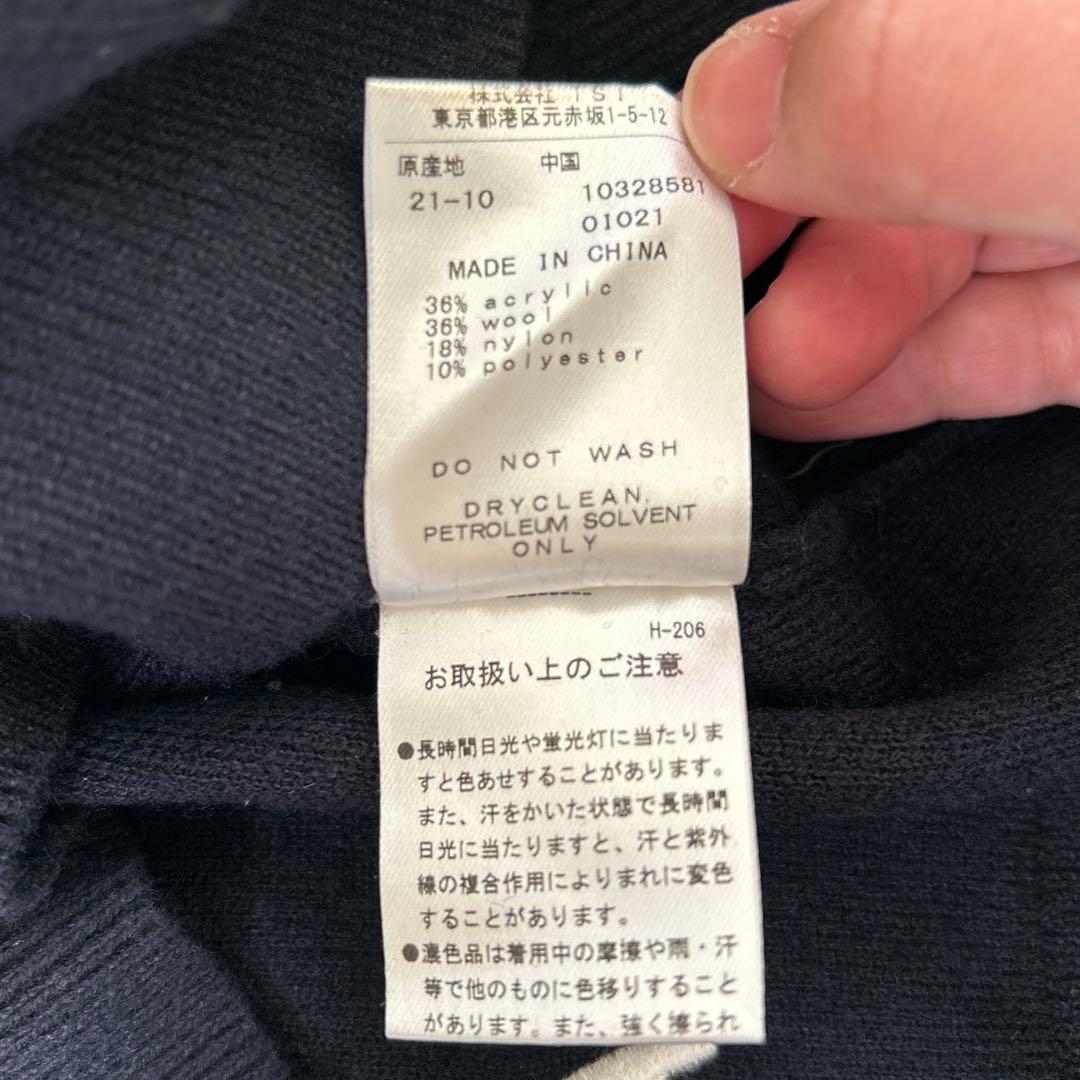 株式会社 TSI
東京都港区元赤坂1-5-12
原産地 中国
21-10 10328581
01021
MADE IN CHINA
36% acrylic
36% wool
18% nylon
10% polyester
DO NOT WASH
DRYCLEAN.
PETROLEUM SOLVENT
ONLY
--------
H-206
お取扱い上のご注意
●長時間日光や蛍光灯に当たりま
すと色あせすることがあります。
また、汗をかいた状態で長時間
日光に当たりますと、汗と紫外
線の複合作用によりまれに変色
することがあります。
●濃色品は着用中の摩擦や雨・汗
等で他のものに色移りすること
があります。また、強く擦られ